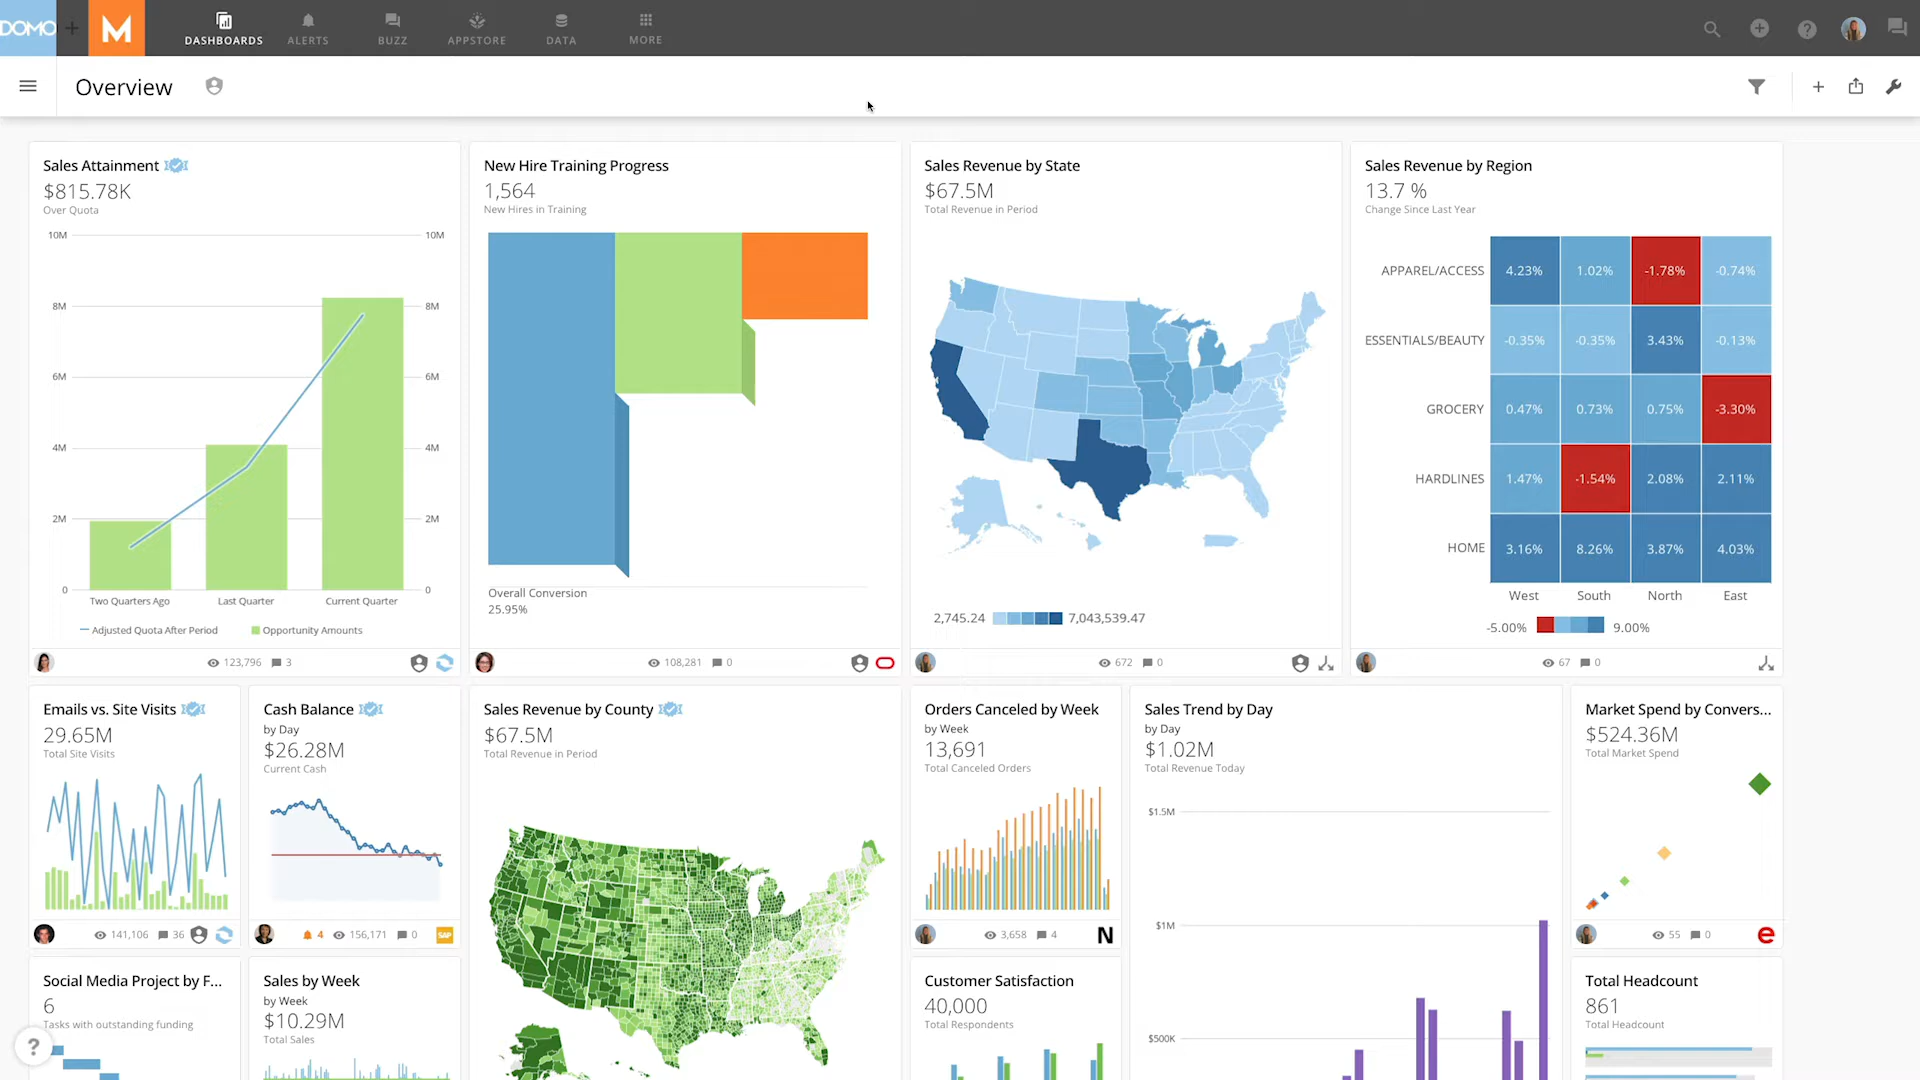 DOMO
DASHBOARDS
ALERTS
BUZZ
APPSTORE
DATA
MORE
Overview
Sales Attainment
$815.78K
Over Quota
10M
10M
8M
8M
6M
6M
4M
4M
2M
2M
0
0
Two Quarters Ago
Last Quarter
Current Quarter
Adjusted Quota After Period
Opportunity Amounts
123,796
3
New Hire Training Progress
1,564
New Hires in Training
Overall Conversion
25.95%
108,281
0
Sales Revenue by State
$67.5M
Total Revenue in Period
2,745.24
7,043,539.47
672
0
Sales Revenue by Region
13.7 %
Change Since Last Year
APPAREL/ACCESS
4.23%
1.02%
-1.78%
-0.74%
ESSENTIALS/BEAUTY
-0.35%
-0.35%
3.43%
-0.13%
GROCERY
0.47%
0.73%
0.75%
-3.30%
HARDLINES
1.47%
-1.54%
2.08%
2.11%
HOME
3.16%
8.26%
3.87%
4.03%
West
South
North
East
-5.00%
9.00%
67
0
Emails vs. Site Visits
29.65M
Total Site Visits
141,106
36
Cash Balance
by Day
$26.28M
Current Cash
4
156,171
0
SAP
Sales Revenue by County
$67.5M
Total Revenue in Period
Orders Canceled by Week
by Week
13,691
Total Canceled Orders
3,658
4
N
Sales Trend by Day
by Day
$1.02M
Total Revenue Today
$1.5M
$1M
$500K
Market Spend by Convers...
$524.36M
Total Market Spend
55
0
e
Social Media Project by F...
6
Tasks with outstanding funding
?
Sales by Week
by Week
$10.29M
Total Sales
Customer Satisfaction
40,000
Total Respondents
Total Headcount
861
Total Headcount